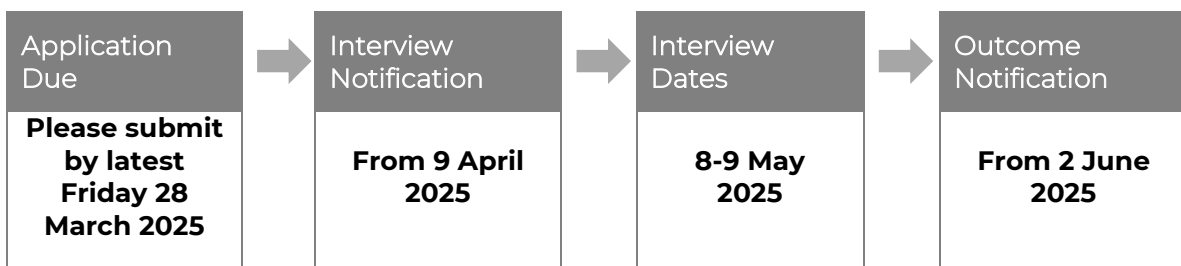 Application
Due
Please submit
by latest
Friday 28
March 2025
Interview
Notification
From 9 April
2025
Interview
Dates
8-9 May
2025
Outcome
Notification
From 2 June
2025